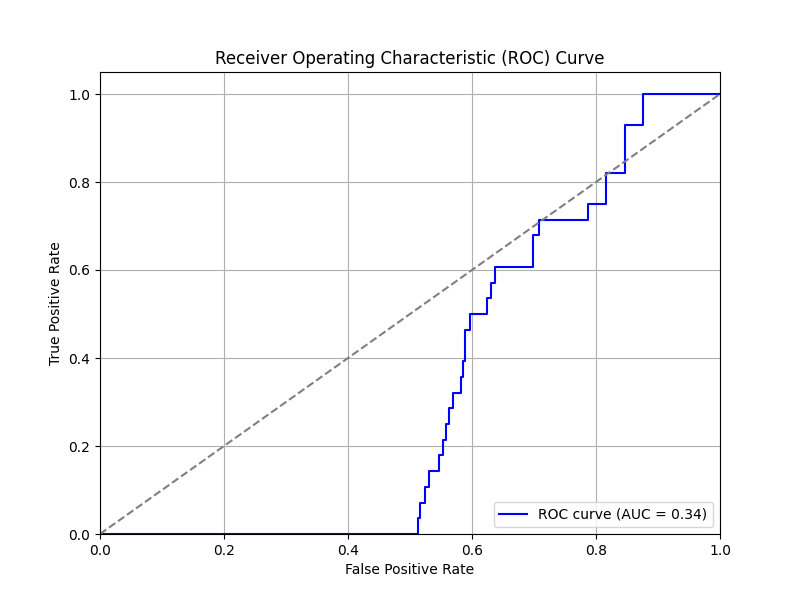 Receiver Operating Characteristic (ROC) Curve
True Positive Rate
1.0
0.8
0.6
0.4
0.2
0.0
ROC curve (AUC = 0.34)
0.0 0.2 0.4 0.6 0.8 1.0
False Positive Rate